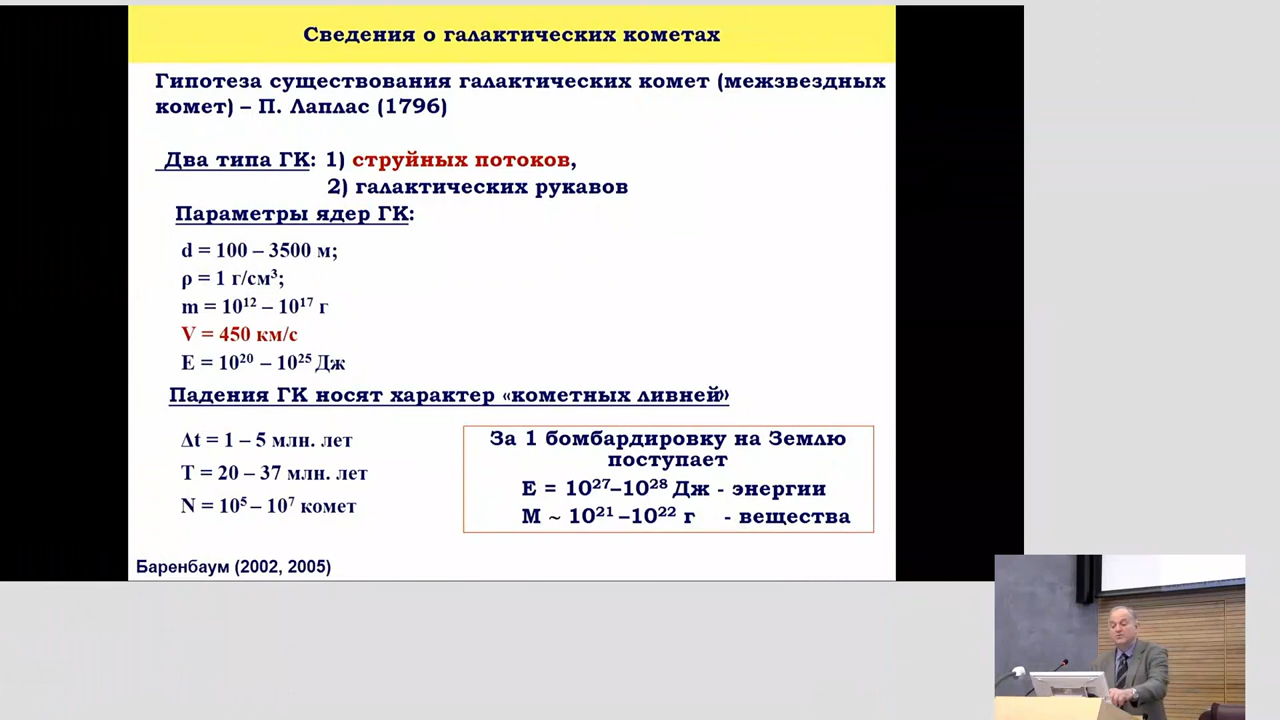 Сведения о галактических кометах
Гипотеза существования галактических комет (межзвездных
комет) – П. Лаплас (1796)
Два типа ГК: 1) струйных потоков,
2) галактических рукавов
Параметры ядер ГК:
d = 100 – 3500 м;
ρ = 1 г/см³;
m = 10¹² – 10¹⁷ г
V = 450 км/с
E = 10²⁰ – 10²⁵ Дж
Падения ГК носят характер «кометных ливней»
Δt = 1 – 5 млн. лет
T = 20 – 37 млн. лет
N = 10⁵ – 10⁷ комет
За 1 бомбардировку на Землю
поступает
E = 10²⁷–10²⁸ Дж - энергии
М ~ 10²¹ –10²² г - вещества
Баренбаум (2002, 2005)